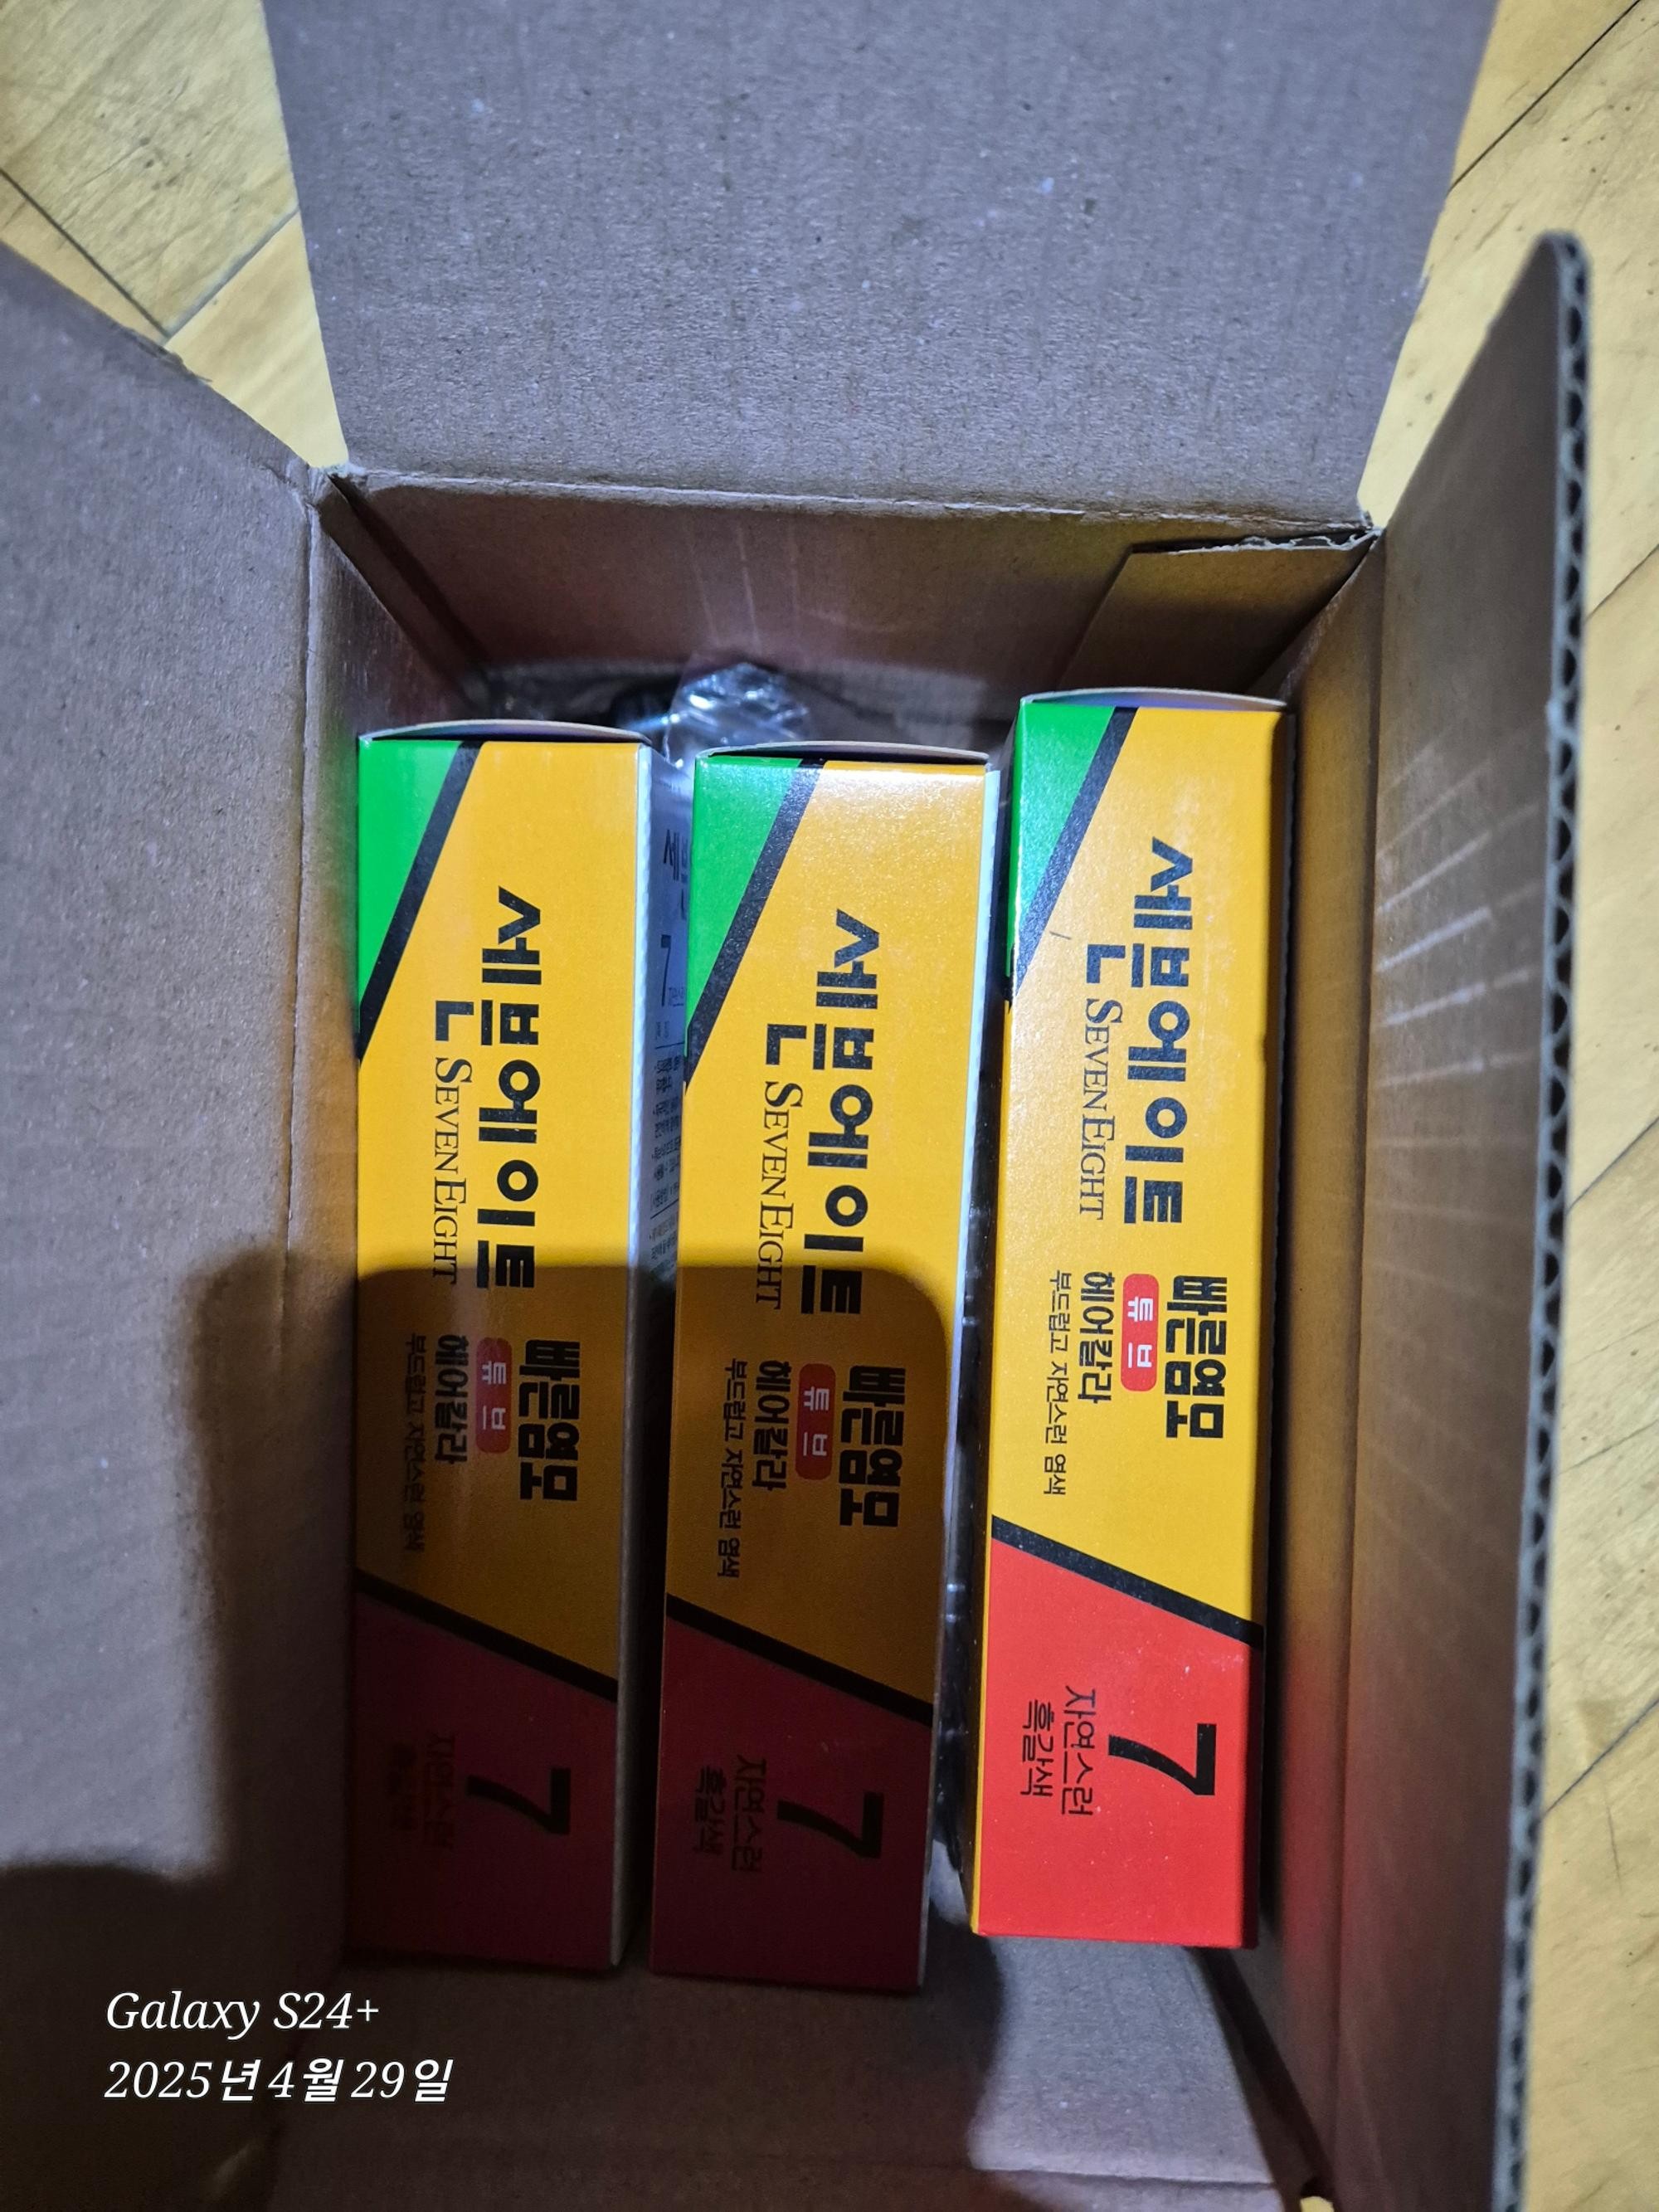 세븐에이트
SEVENEIGHT
빠른염모
튜브
헤어칼라
부드럽고 자연스런 염색
7
자연스런
흑갈색
세븐에이트
SEVENEIGHT
빠른염모
튜브
헤어칼라
부드럽고 자연스런 염색
7
자연스런
흑갈색
세븐에이트
SEVENEIGHT
빠른염모
튜브
헤어칼라
부드럽고 자연스런 염색
7
자연스런
흑갈색
Galaxy S24+
2025년 4월 29일